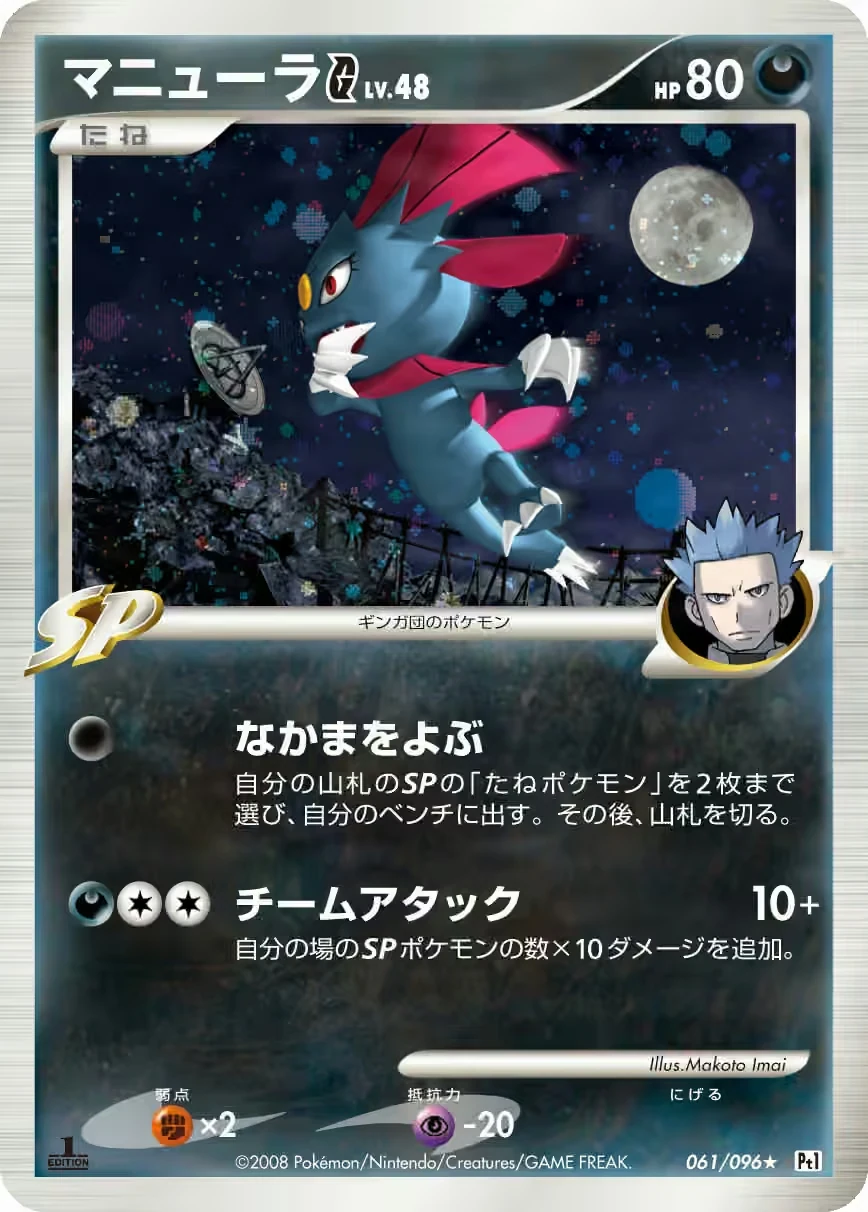 マニューラG LV.48
HP80
たね
SP
ギンガ団のポケモン
なかまをよぶ
自分の山札のSPの「たねポケモン」を2枚まで
選び、自分のベンチに出す。その後、山札を切る。
チームアタック 10+
自分の場のSPポケモンの数×10ダメージを追加。
Illus.Makoto Imai
弱点 抵抗力 にげる
×2 -20
1 EDITION
©2008 Pokémon/Nintendo/Creatures/GAME FREAK. 061/096★ Pt1